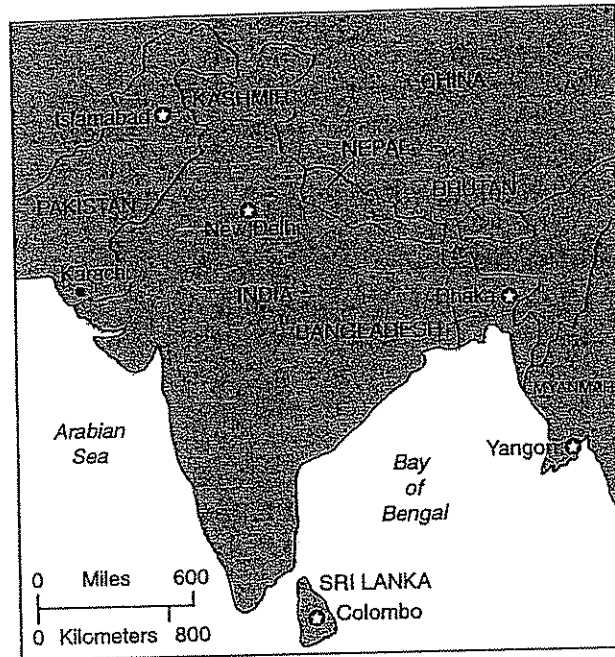 CHINA
KASHMIR
Islamabad
NEPAL
BHUTAN
PAKISTAN
New Delhi
Karachi
INDIA
Dhaka
BANGLADESH
MYANMAR
Arabian
Sea
Yangon
Bay
of
Bengal
0 Miles 600
SRI LANKA
Colombo
0 Kilometers 800